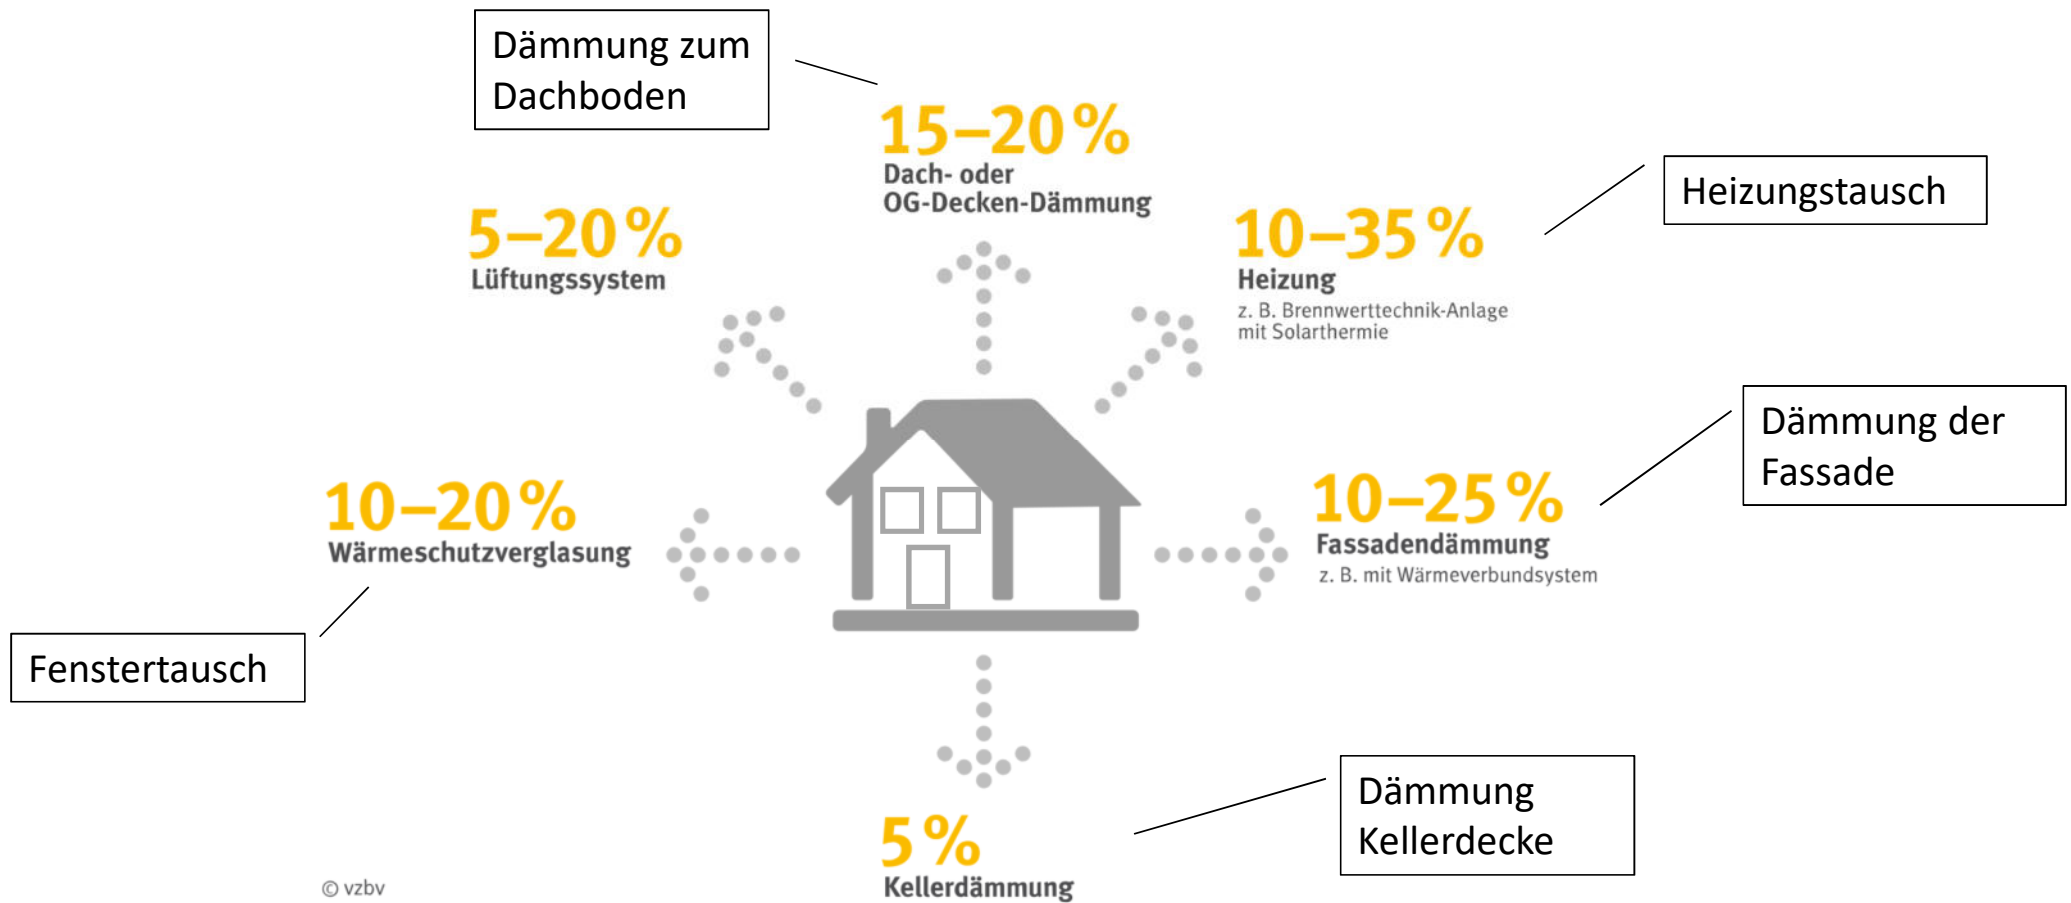 Dämmung zum
Dachboden
15–20 %
Dach- oder
OG-Decken-Dämmung
Heizungstausch
5–20 %
Lüftungssystem
10–35 %
Heizung
z. B. Brennwerttechnik-Anlage
mit Solarthermie
Dämmung der
Fassade
10–20 %
Wärmeschutzverglasung
10–25 %
Fassadendämmung
z. B. mit Wärmeverbundsystem
Fenstertausch
Dämmung
Kellerdecke
5 %
Kellerdämmung
© vzbv